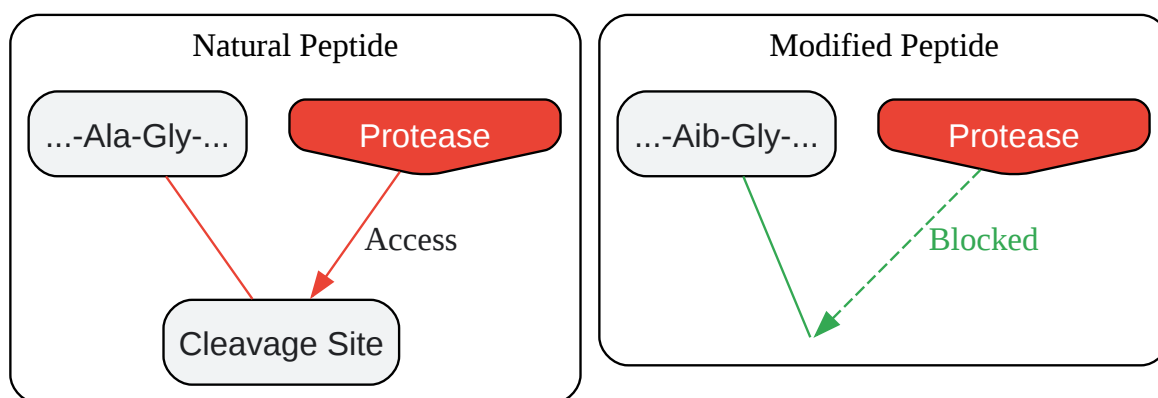 Natural Peptide
...-Ala-Gly-...
Protease
Access
Cleavage Site
Modified Peptide
...-Aib-Gly-...
Protease
Blocked